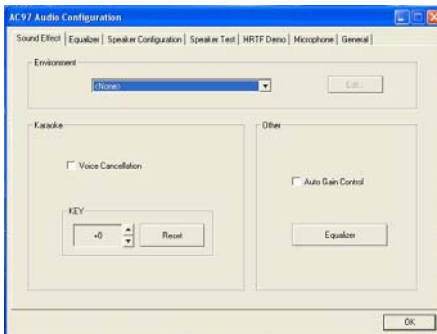 AC97 Audio Configuration
Sound Effect Equalizer Speaker Configuration Speaker Test HRTF Demo Microphone General
Environment
<None>
Edit...
Karaoke
Other
Voice Cancellation
Auto Gain Control
KEY
+0
Reset
Equalizer
OK